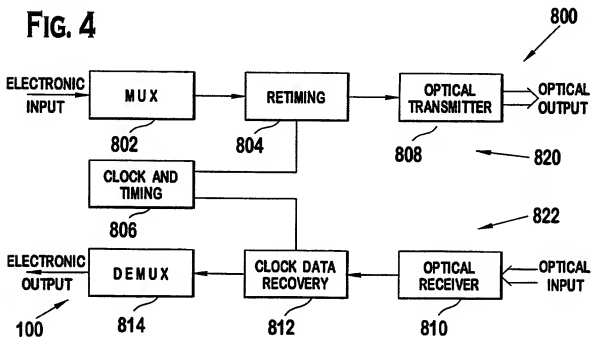 FIG. 4
800
ELECTRONIC
INPUT
MUX
802
RETIMING
804
OPTICAL
TRANSMITTER
808
OPTICAL
OUTPUT
820
CLOCK AND
TIMING
806
822
ELECTRONIC
OUTPUT
100
DEMUX
814
CLOCK DATA
RECOVERY
812
OPTICAL
RECEIVER
810
OPTICAL
INPUT